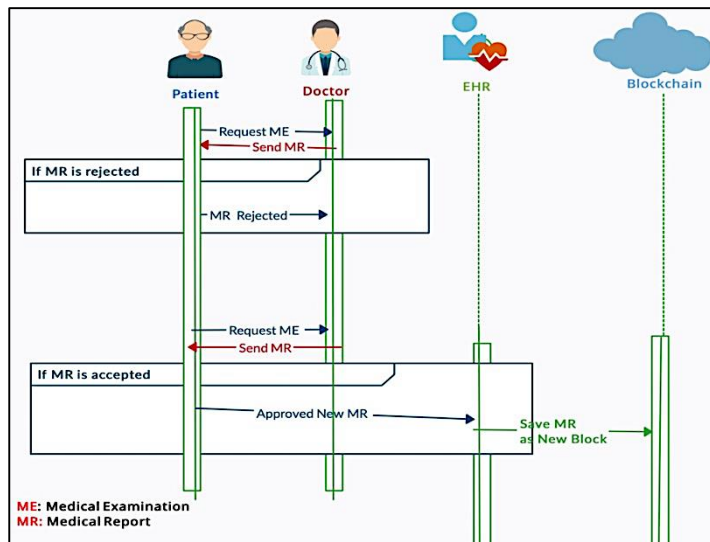 Patient
Doctor
EHR
Blockchain
Request ME
Send MR
If MR is rejected
MR Rejected
Request ME
Send MR
If MR is accepted
Approved New MR
Save MR
as New Block
ME: Medical Examination
MR: Medical Report